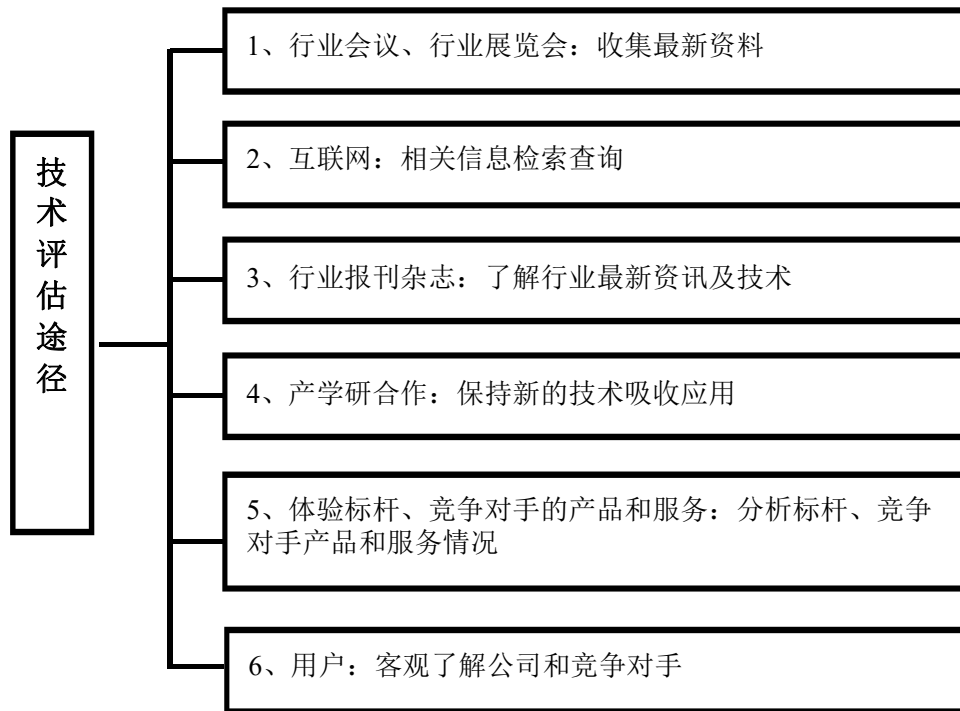 技术评估途径
1、行业会议、行业展览会：收集最新资料
2、互联网：相关信息检索查询
3、行业报刊杂志：了解行业最新资讯及技术
4、产学研合作：保持新的技术吸收应用
5、体验标杆、竞争对手的产品和服务：分析标杆、竞争
对手产品和服务情况
6、用户：客观了解公司和竞争对手